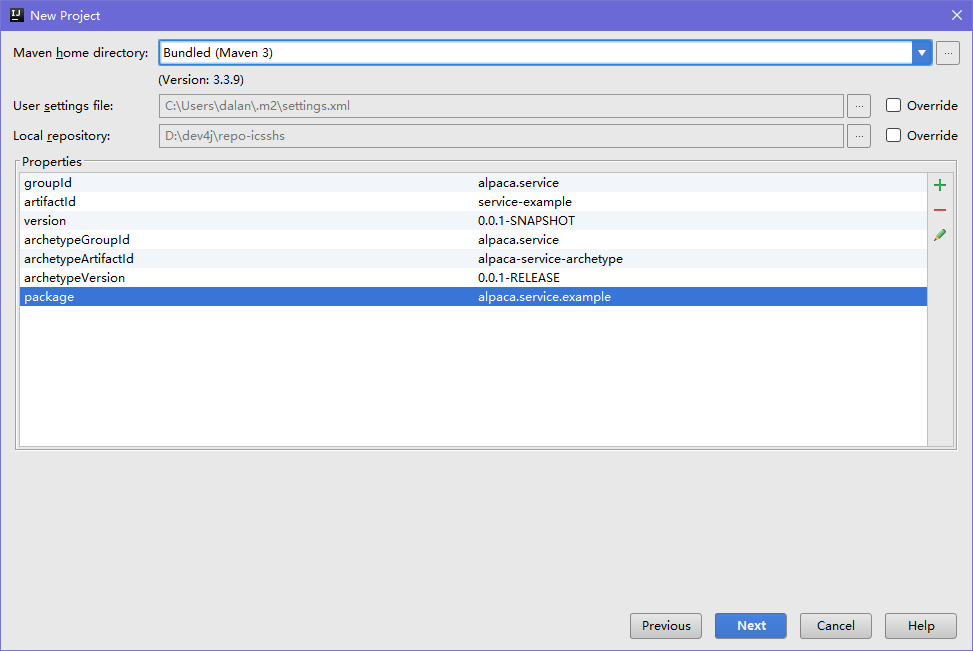 New Project
Maven home directory: Bundled (Maven 3) ...
(Version: 3.3.9)
User settings file: C:\Users\dalan\.m2\settings.xml ... Override
Local repository: D:\dev4j\repo-icsshs ... Override
Properties
groupId alpaca.service
artifactId service-example
version 0.0.1-SNAPSHOT
archetypeGroupId alpaca.service
archetypeArtifactId alpaca-service-archetype
archetypeVersion 0.0.1-RELEASE
package alpaca.service.example
Previous Next Cancel Help